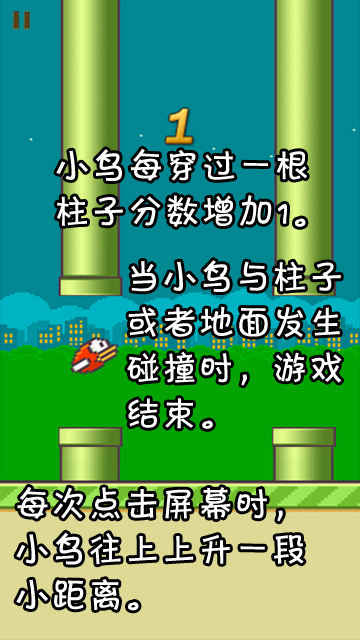 1
小鸟每穿过一根
柱子分数增加1。
当小鸟与柱子
或者地面发生
碰撞时，游戏
结束。
每次点击屏幕时，
小鸟往上上升一段
小距离。